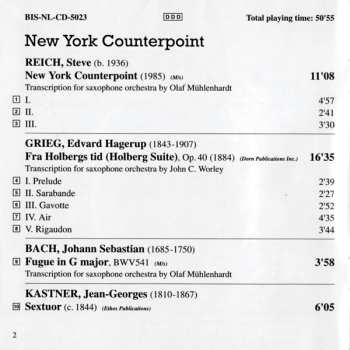 BIS-NL-CD-5023 DDD Total playing time: 50'55
New York Counterpoint
REICH, Steve (b. 1936)
New York Counterpoint (1985) (M/s) 11'08
Transcription for saxophone orchestra by Olaf Mühlenhardt
1 I. 4'57
2 II. 2'41
3 III. 3'30
GRIEG, Edvard Hagerup (1843-1907)
Fra Holbergs tid (Holberg Suite), Op. 40 (1884) (Dorn Publications Inc.) 16'35
Transcription for saxophone orchestra by John C. Worley
4 I. Prelude 2'39
5 II. Sarabande 2'27
6 III. Gavotte 2'52
7 IV. Air 4'35
8 V. Rigaudon 3'44
BACH, Johann Sebastian (1685-1750)
9 Fugue in G major, BWV541 (M/s) 3'58
Transcription for saxophone orchestra by Olaf Mühlenhardt
KASTNER, Jean-Georges (1810-1867)
10 Sextuor (c. 1844) (Ethos Publications) 6'05
2